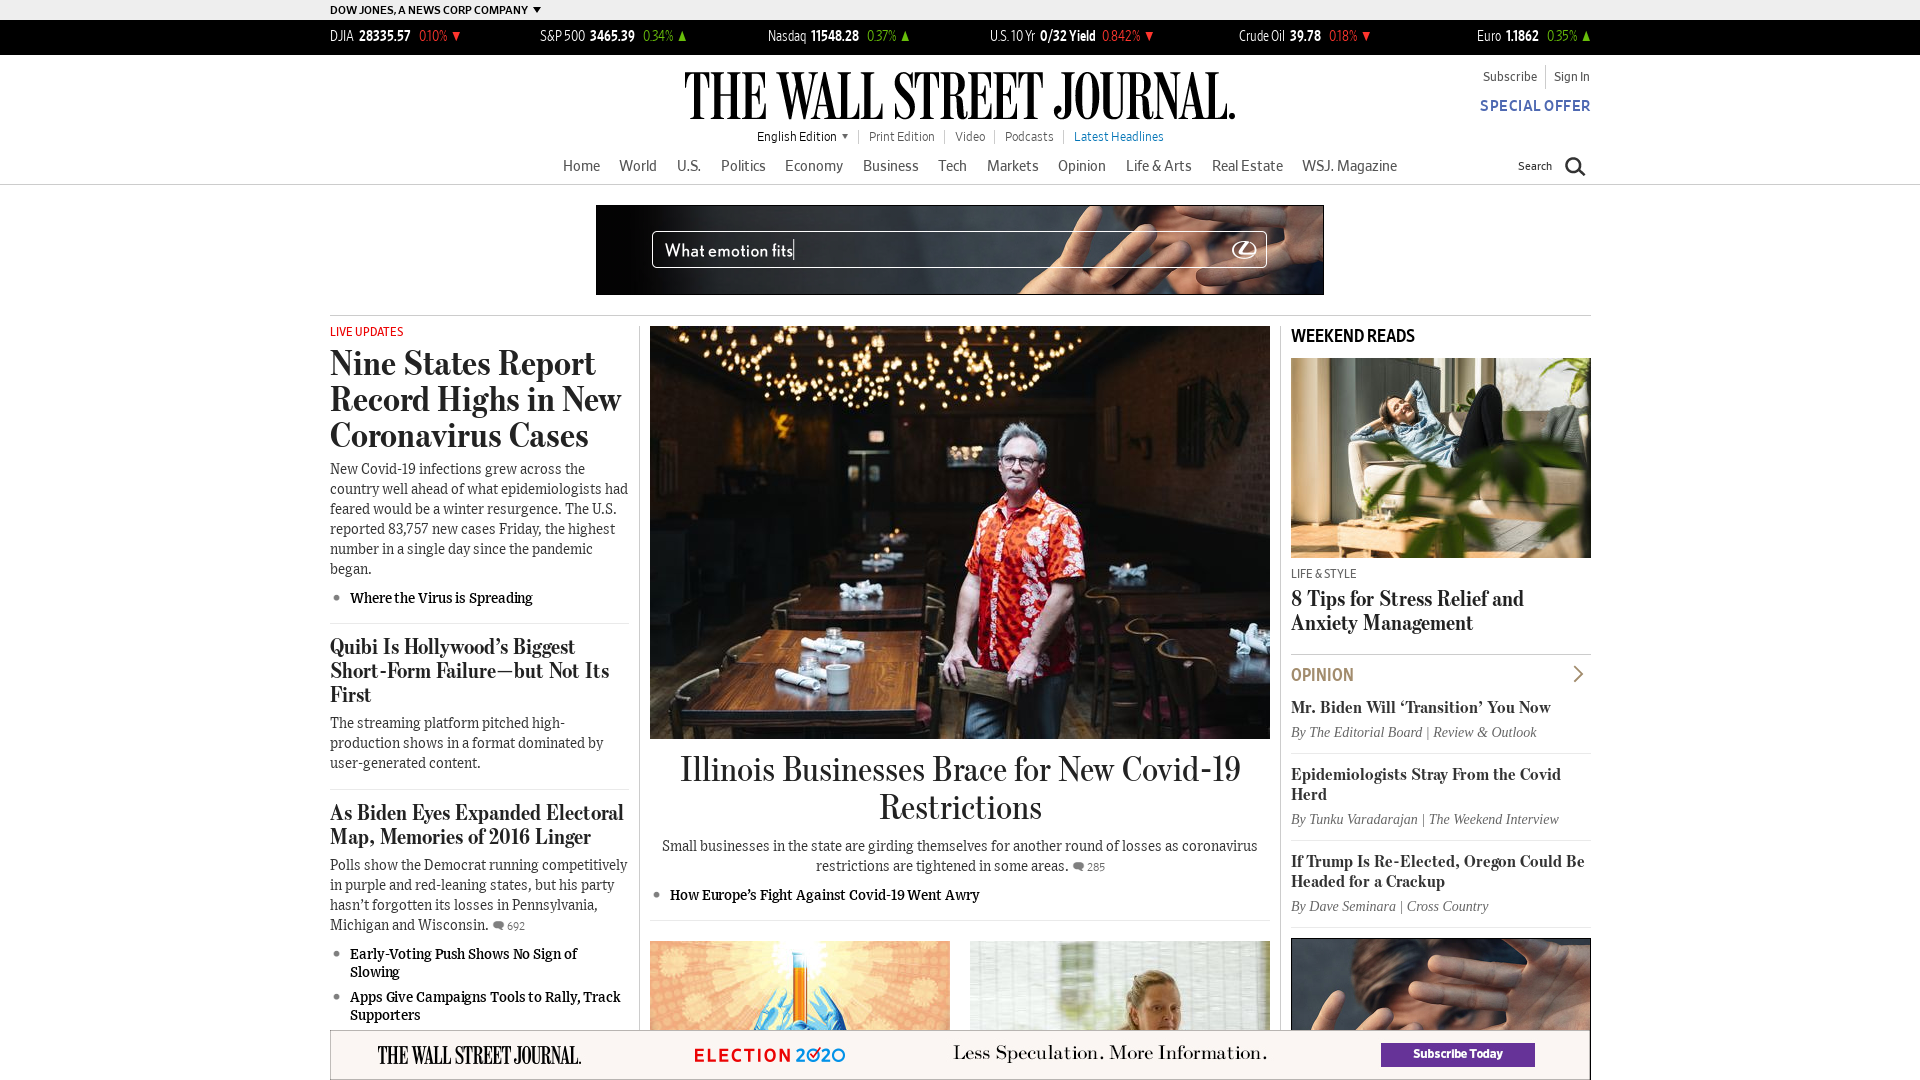 DOW JONES, A NEWS CORP COMPANY
DJIA 28335.57 0.10% ▼ S&P 500 3465.39 0.34% ▲ Nasdaq 11548.28 0.37% ▲ U.S. 10 Yr 0/32 Yield 0.842% ▼ Crude Oil 39.78 0.18% ▼ Euro 1.1862 0.35% ▲
THE WALL STREET JOURNAL.
Subscribe Sign In
SPECIAL OFFER
English Edition Print Edition Video Podcasts Latest Headlines
Home World U.S. Politics Economy Business Tech Markets Opinion Life & Arts Real Estate WSJ. Magazine
Search
What emotion fits
LIVE UPDATES
Nine States Report
Record Highs in New
Coronavirus Cases
New Covid-19 infections grew across the
country well ahead of what epidemiologists had
feared would be a winter resurgence. The U.S.
reported 83,757 new cases Friday, the highest
number in a single day since the pandemic
began.
Where the Virus is Spreading
Quibi Is Hollywood’s Biggest
Short-Form Failure—but Not Its
First
The streaming platform pitched high-
production shows in a format dominated by
user-generated content.
As Biden Eyes Expanded Electoral
Map, Memories of 2016 Linger
Polls show the Democrat running competitively
in purple and red-leaning states, but his party
hasn’t forgotten its losses in Pennsylvania,
Michigan and Wisconsin. 692
Early-Voting Push Shows No Sign of
Slowing
Apps Give Campaigns Tools to Rally, Track
Supporters
Illinois Businesses Brace for New Covid-19
Restrictions
Small businesses in the state are girding themselves for another round of losses as coronavirus
restrictions are tightened in some areas. 285
How Europe’s Fight Against Covid-19 Went Awry
WEEKEND READS
LIFE & STYLE
8 Tips for Stress Relief and
Anxiety Management
OPINION
Mr. Biden Will ‘Transition’ You Now
By The Editorial Board | Review & Outlook
Epidemiologists Stray From the Covid
Herd
By Tunku Varadarajan | The Weekend Interview
If Trump Is Re-Elected, Oregon Could Be
Headed for a Crackup
By Dave Seminara | Cross Country
THE WALL STREET JOURNAL.
ELECTION 2020
Less Speculation. More Information.
Subscribe Today